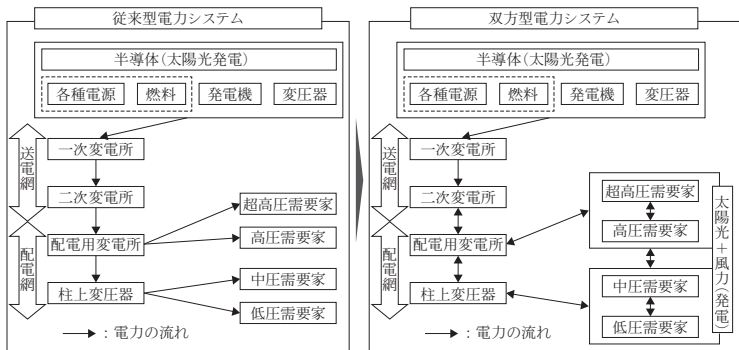 従来型電力システム
半導体（太陽光発電）
各種電源
燃料
発電機
変圧器
送電網
一次変電所
二次変電所
配電網
配電用変電所
柱上変圧器
超高圧需要家
高圧需要家
中圧需要家
低圧需要家
：電力の流れ
双方型電力システム
半導体（太陽光発電）
各種電源
燃料
発電機
変圧器
送電網
一次変電所
二次変電所
配電網
配電用変電所
柱上変圧器
超高圧需要家
高圧需要家
中圧需要家
低圧需要家
太陽光＋風力（発電）
：電力の流れ